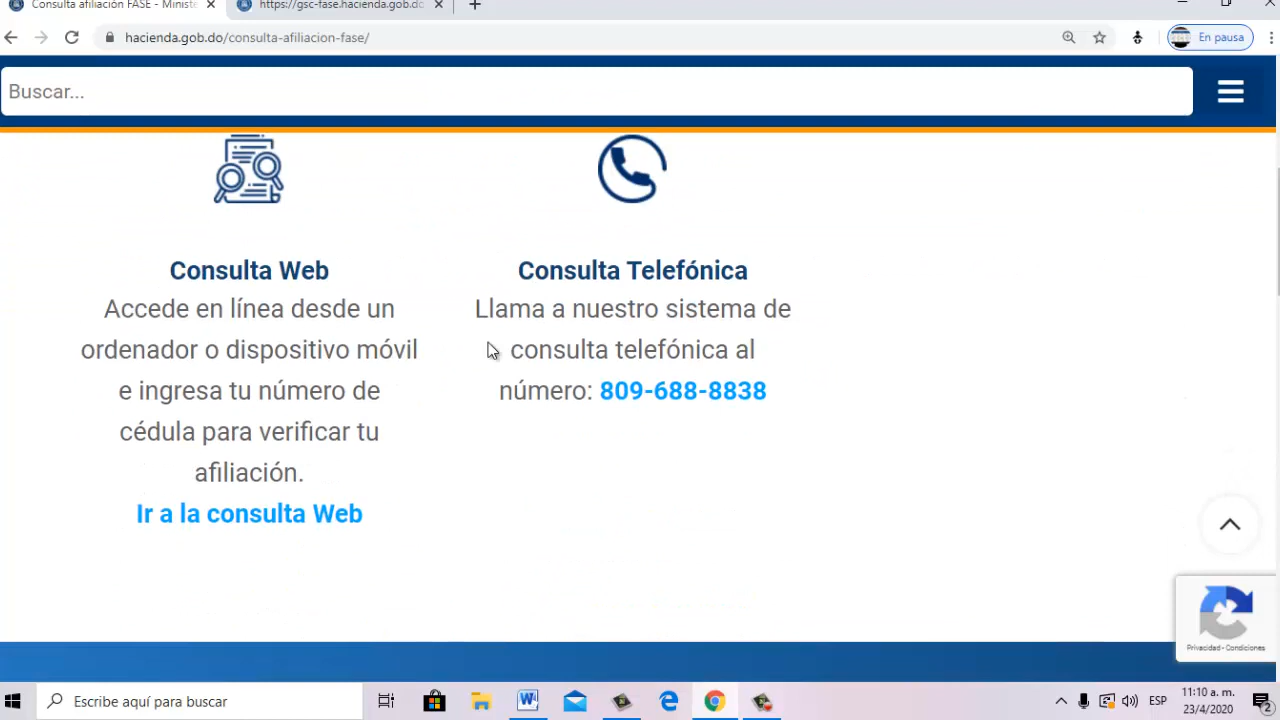 Consulta afiliación FASE - Ministe
https://gsc-fase.hacienda.gob.do
hacienda.gob.do/consulta-afiliacion-fase/
En pausa
Buscar...
Consulta Web
Accede en línea desde un
ordenador o dispositivo móvil
e ingresa tu número de
cédula para verificar tu
afiliación.
Ir a la consulta Web
Consulta Telefónica
Llama a nuestro sistema de
consulta telefónica al
número: 809-688-8838
Privacidad - Condiciones
Escribe aquí para buscar
ESP
11:10 a. m.
23/4/2020
2